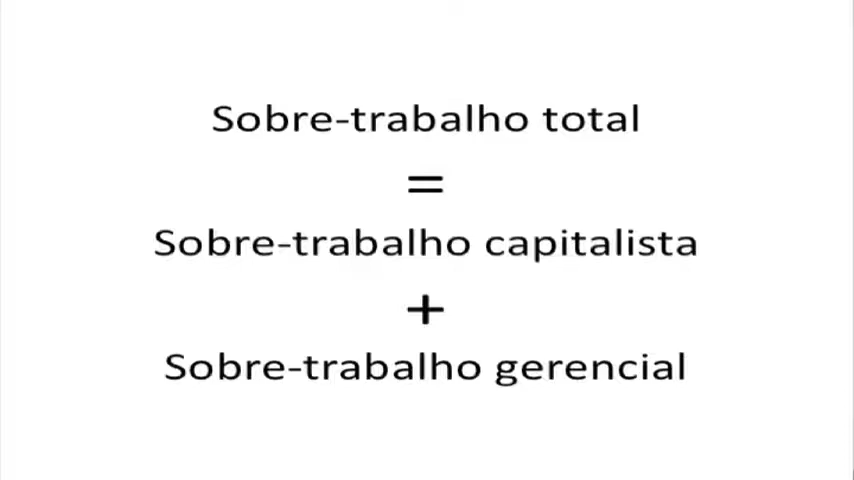 Sobre-trabalho total
=
Sobre-trabalho capitalista
+
Sobre-trabalho gerencial